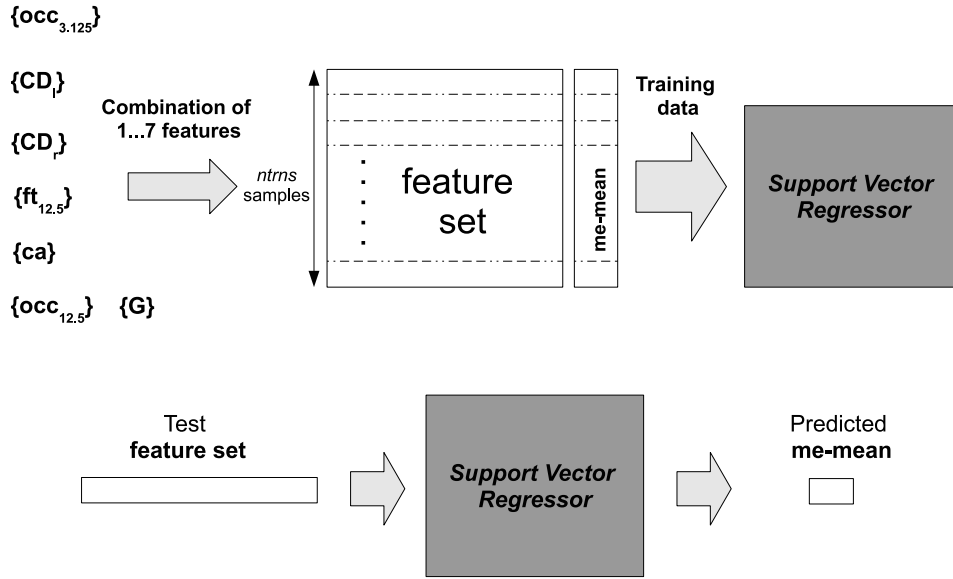 {occ3.125}
{CDl}
{CDr}
{ft12.5}
{ca}
{occ12.5} {G}
Combination of
1...7 features
ntrns
samples
feature
set
me-mean
Training
data
Support Vector
Regressor
Test
feature set
Support Vector
Regressor
Predicted
me-mean